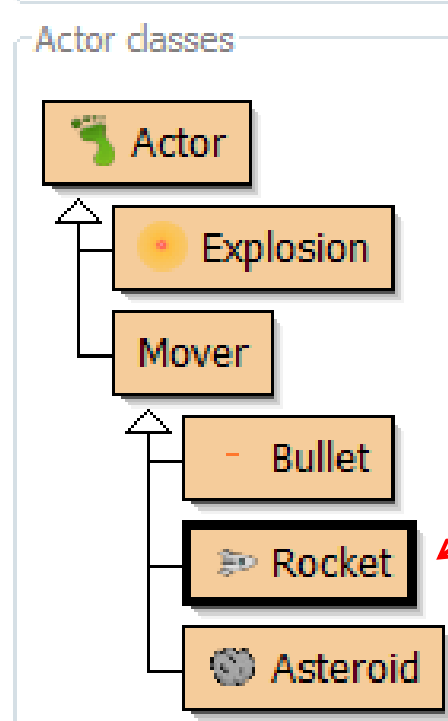 Actor classes
Actor
Explosion
Mover
Bullet
Rocket
Asteroid